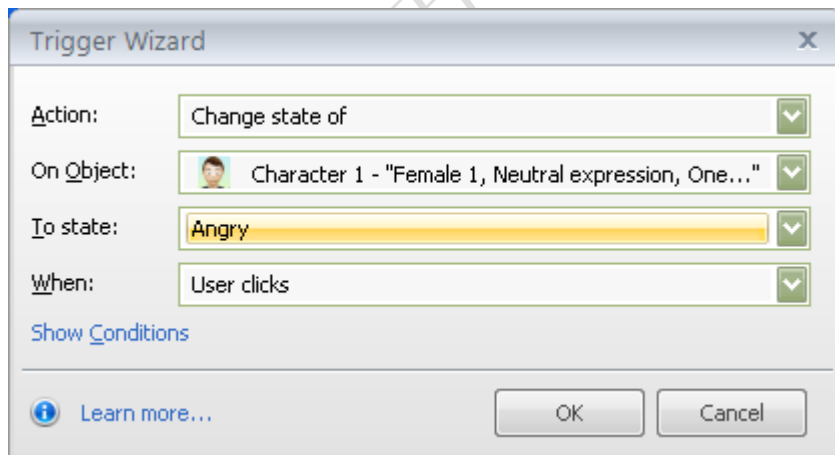 Trigger Wizard
Action: Change state of
On Object: Character 1 - "Female 1, Neutral expression, One..."
To state: Angry
When: User clicks
Show Conditions
Learn more... OK Cancel